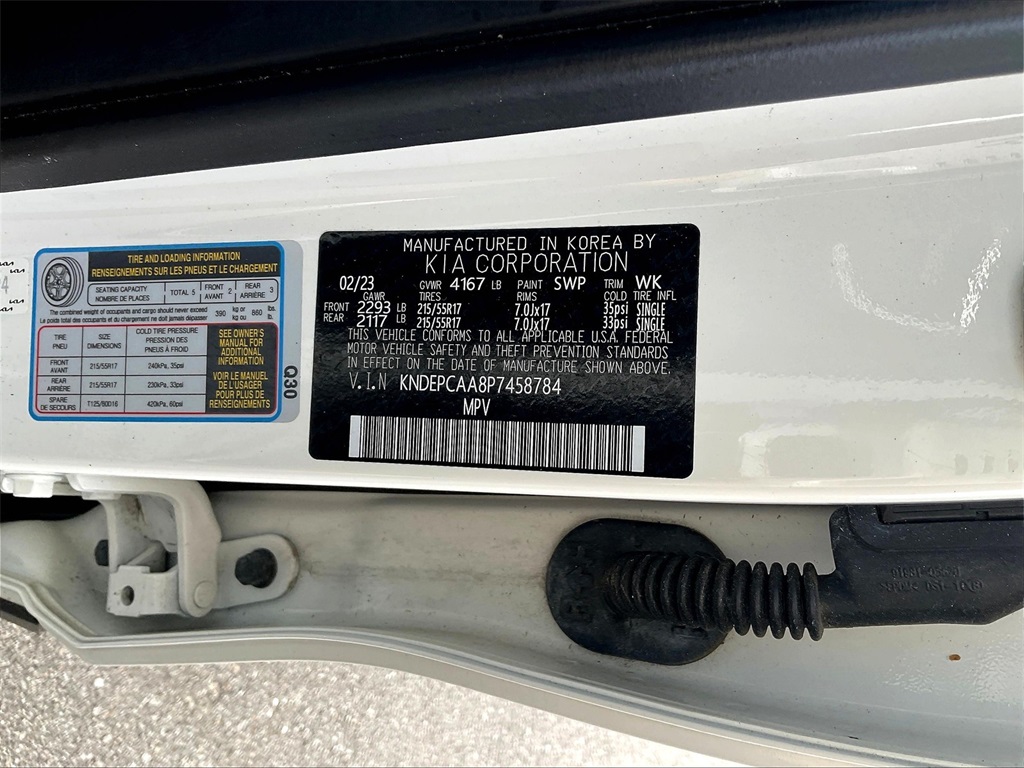 TIRE AND LOADING INFORMATION
RENSEIGNEMENTS SUR LES PNEUS ET LE CHARGEMENT
SEATING CAPACITY
NOMBRE DE PLACES
TOTAL 5
FRONT
AVANT 2
REAR
ARRIÈRE 3
The combined weight of occupants and cargo should never exceed
Le poids total des occupants et du chargement ne doit jamais dépasser
390 kg or
kg ou 860 lbs.
lb.
TIRE
PNEU
SIZE
DIMENSIONS
COLD TIRE PRESSURE
PRESSION DES
PNEUS À FROID
FRONT
AVANT
215/55R17
240kPa, 35psi
REAR
ARRIÈRE
215/55R17
230kPa, 33psi
SPARE
DE SECOURS
T125/80D16
420kPa, 60psi
SEE OWNER'S
MANUAL FOR
ADDITIONAL
INFORMATION
VOIR LE MANUEL
DE L'USAGER
POUR PLUS DE
RENSEIGNEMENTS
Q30
MANUFACTURED IN KOREA BY
KIA CORPORATION
02/23 GVWR 4167 LB PAINT SWP TRIM WK
GAWR TIRES RIMS COLD TIRE INFL
FRONT 2293 LB 215/55R17 7.0Jx17 35psi SINGLE
REAR 2117 LB 215/55R17 7.0Jx17 33psi SINGLE
THIS VEHICLE CONFORMS TO ALL APPLICABLE U.S.A. FEDERAL
MOTOR VEHICLE SAFETY AND THEFT PREVENTION STANDARDS
IN EFFECT ON THE DATE OF MANUFACTURE SHOWN ABOVE.
V.I.N KNDEPCAA8P7458784
MPV